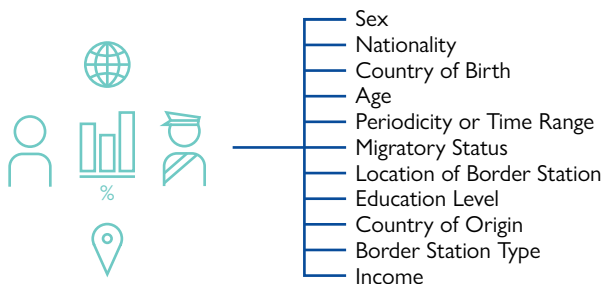 Sex
Nationality
Country of Birth
Age
Periodicity or Time Range
Migratory Status
Location of Border Station
Education Level
Country of Origin
Border Station Type
Income
%